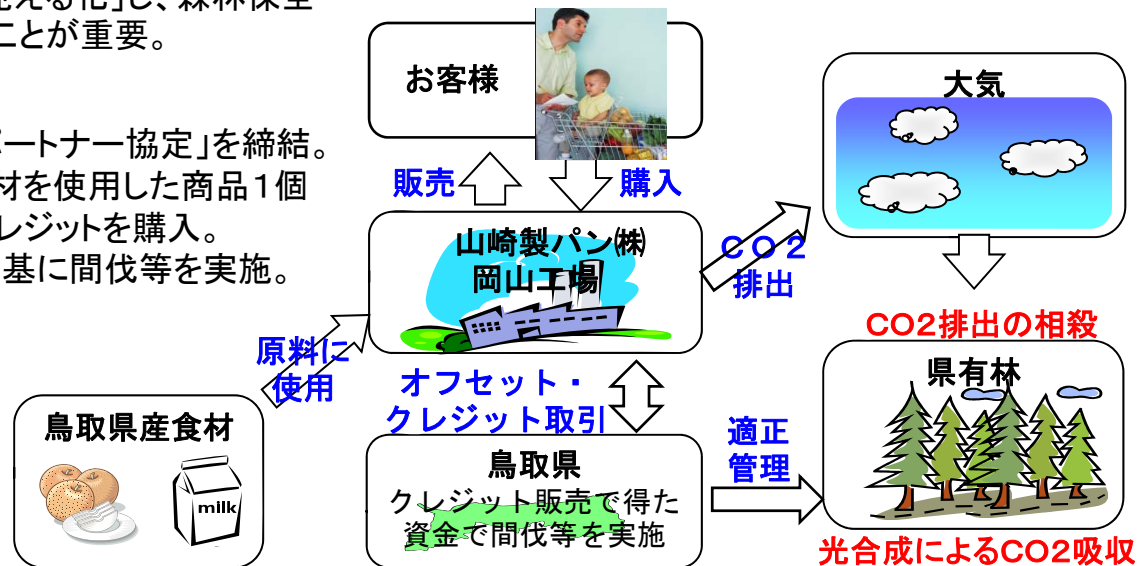 見える化」し、森林保全
ことが重要。
パートナー協定」を締結。
材を使用した商品１個
レジットを購入。
基に間伐等を実施。
お客様
販売
購入
山崎製パン㈱
岡山工場
ＣＯ２
排出
大気
CO2排出の相殺
県有林
光合成によるCO2吸収
原料に
使用
鳥取県産食材
milk
オフセット・
クレジット取引
鳥取県
クレジット販売で得た
資金で間伐等を実施
適正
管理